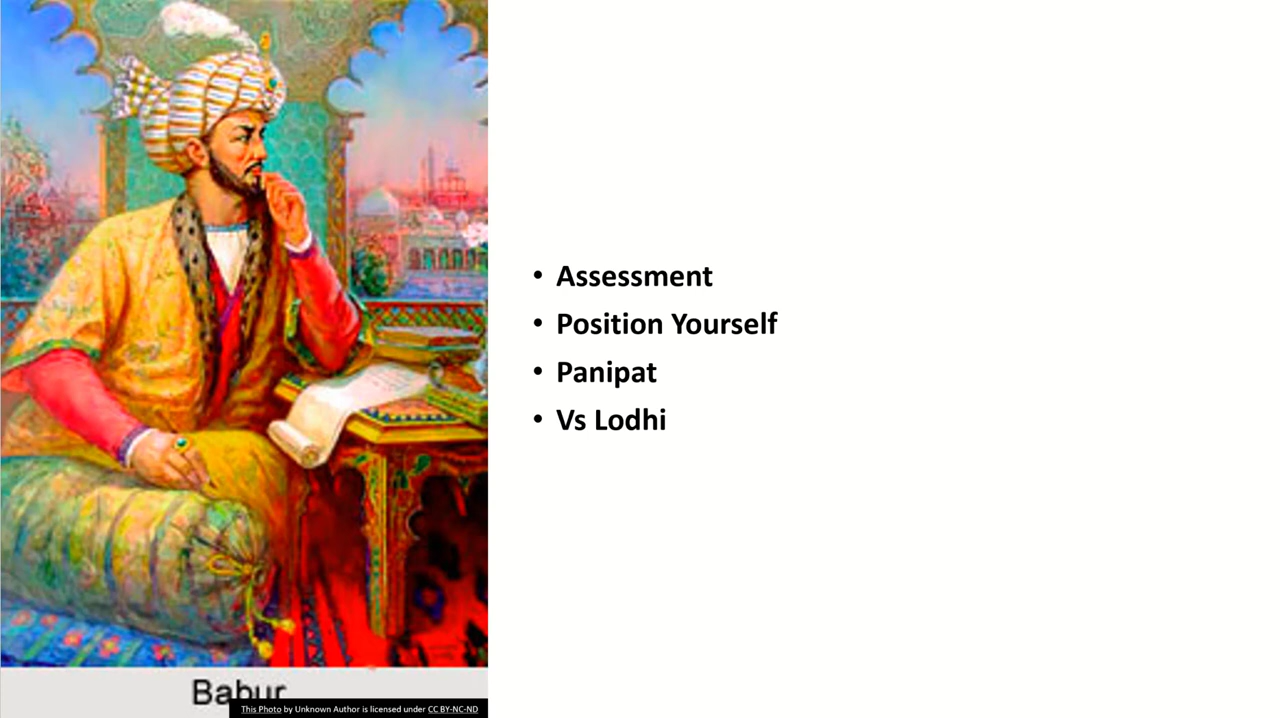 • Assessment
• Position Yourself
• Panipat
• Vs Lodhi
Babur
This Photo by Unknown Author is licensed under CC BY-NC-ND